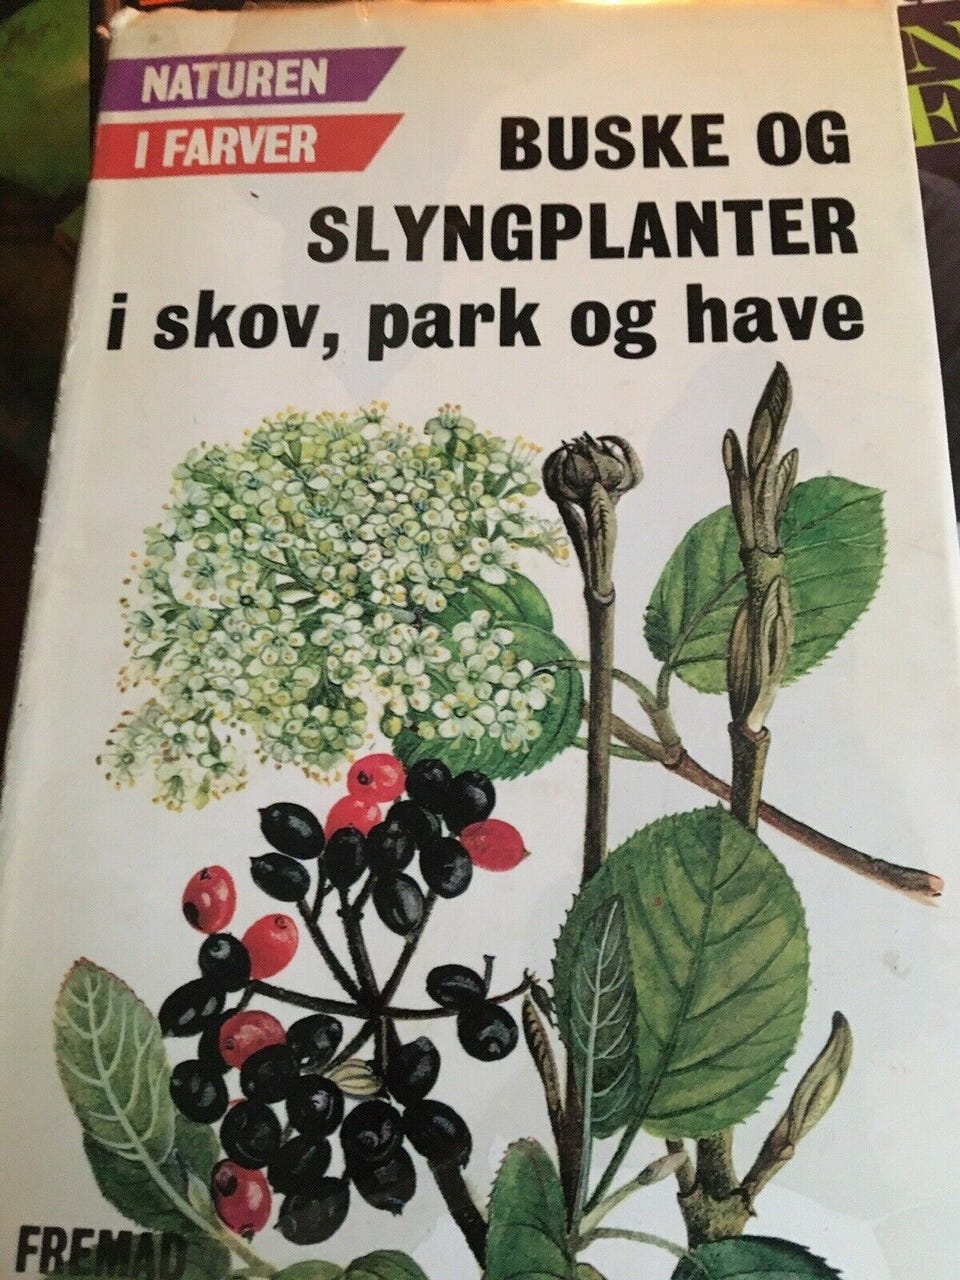 NATUREN
I FARVER
BUSKE OG
SLYNGPLANTER
i skov, park og have
FREMAD
N
E